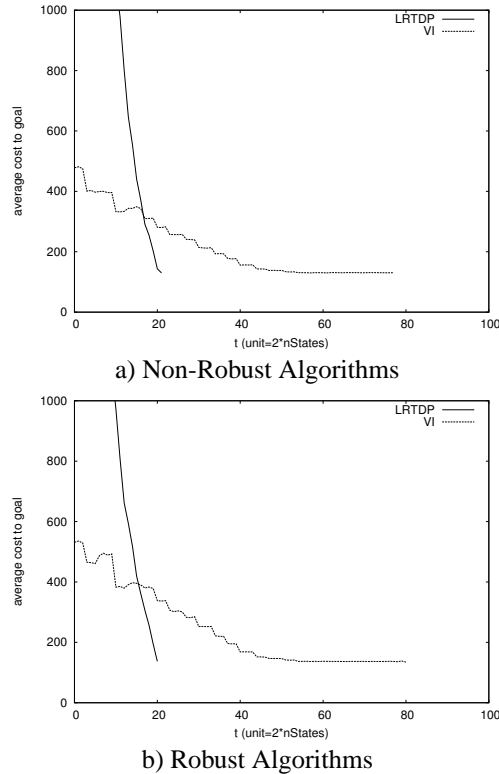 1000
800
600
400
200
0
average cost to goal
LRTDP
VI
0 20 40 60 80 100
t (unit=2*nStates)
a) Non-Robust Algorithms
1000
800
600
400
200
0
average cost to goal
LRTDP
VI
0 20 40 60 80 100
t (unit=2*nStates)
b) Robust Algorithms